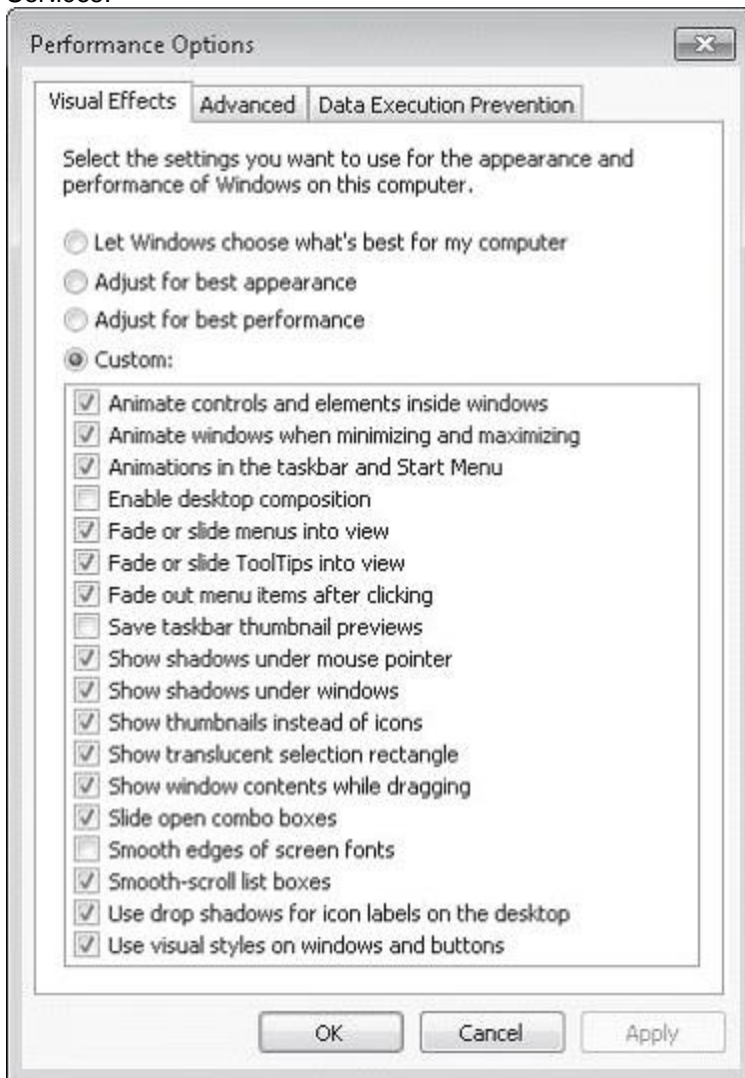 Services.
Performance Options
Visual Effects Advanced Data Execution Prevention
Select the settings you want to use for the appearance and
performance of Windows on this computer.
Let Windows choose what's best for my computer
Adjust for best appearance
Adjust for best performance
Custom:
Animate controls and elements inside windows
Animate windows when minimizing and maximizing
Animations in the taskbar and Start Menu
Enable desktop composition
Fade or slide menus into view
Fade or slide ToolTips into view
Fade out menu items after clicking
Save taskbar thumbnail previews
Show shadows under mouse pointer
Show shadows under windows
Show thumbnails instead of icons
Show translucent selection rectangle
Show window contents while dragging
Slide open combo boxes
Smooth edges of screen fonts
Smooth-scroll list boxes
Use drop shadows for icon labels on the desktop
Use visual styles on windows and buttons
OK Cancel Apply